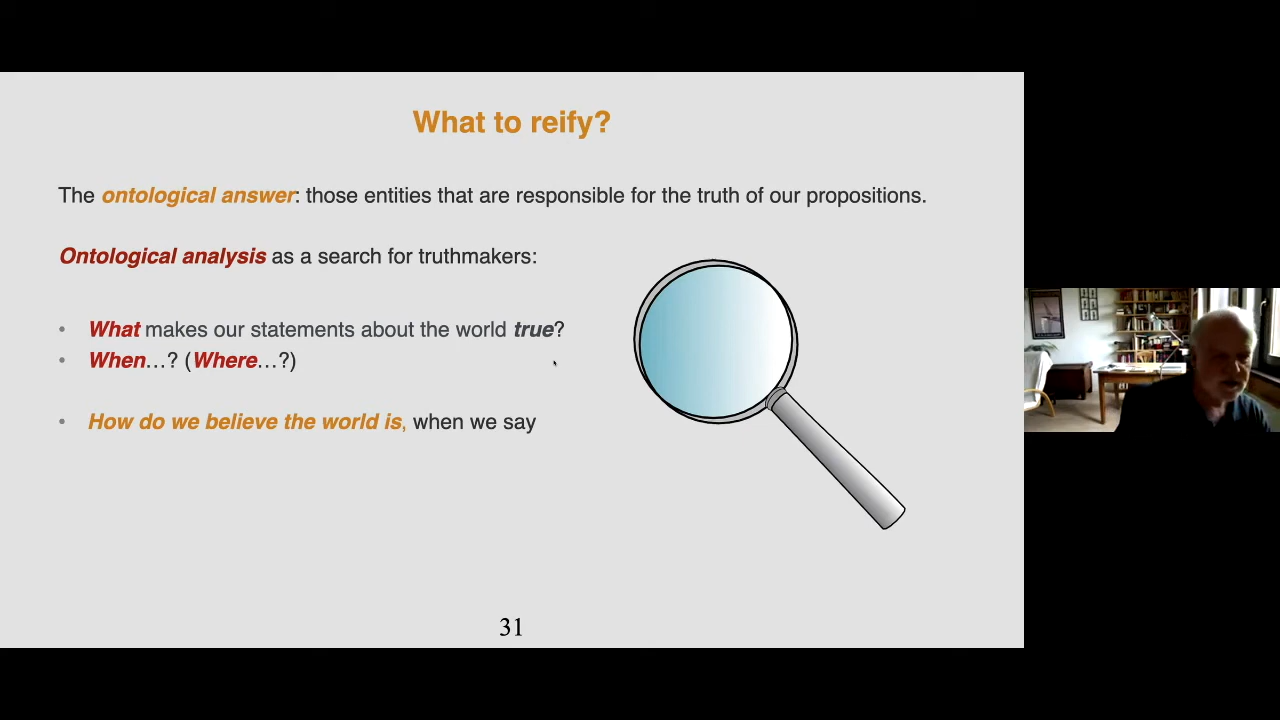 What to reify?
The ontological answer: those entities that are responsible for the truth of our propositions.
Ontological analysis as a search for truthmakers:
• What makes our statements about the world true?
• When…? (Where…?)
• How do we believe the world is, when we say
31